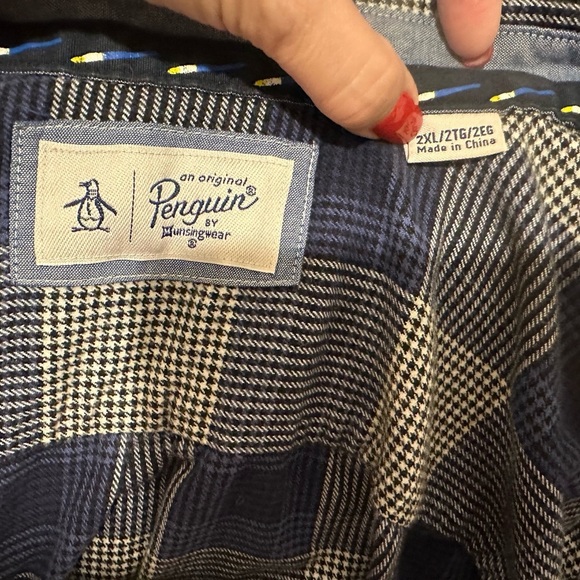 an original
Penguin®
BY
Munsingwear
®
2XL/2TG/2EG
Made in China